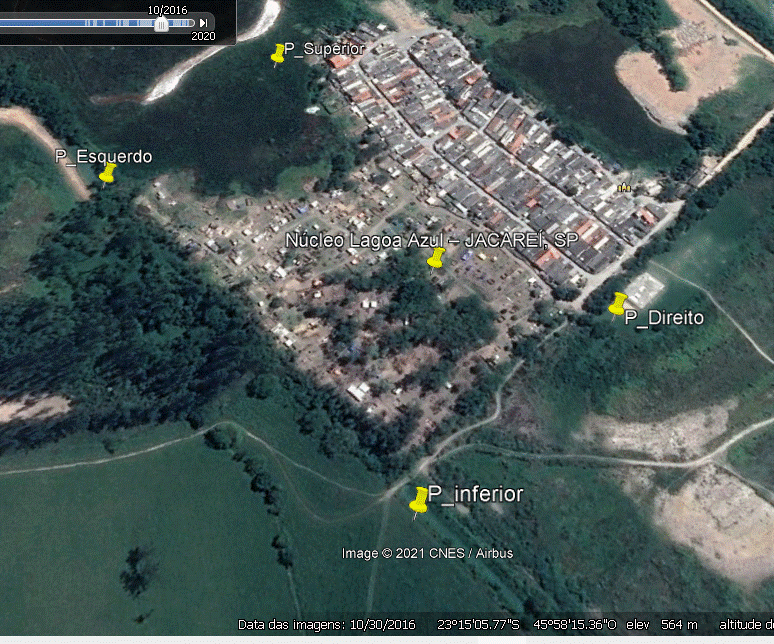 10/2016
2020
P_Superior
P_Esquerdo
Núcleo Lagoa Azul – JACAREÍ, SP
P_Direito
P_inferior
Image © 2021 CNES / Airbus
Data das imagens: 10/30/2016 23°15'05.77"S 45°58'15.36"O elev 564 m altitude do